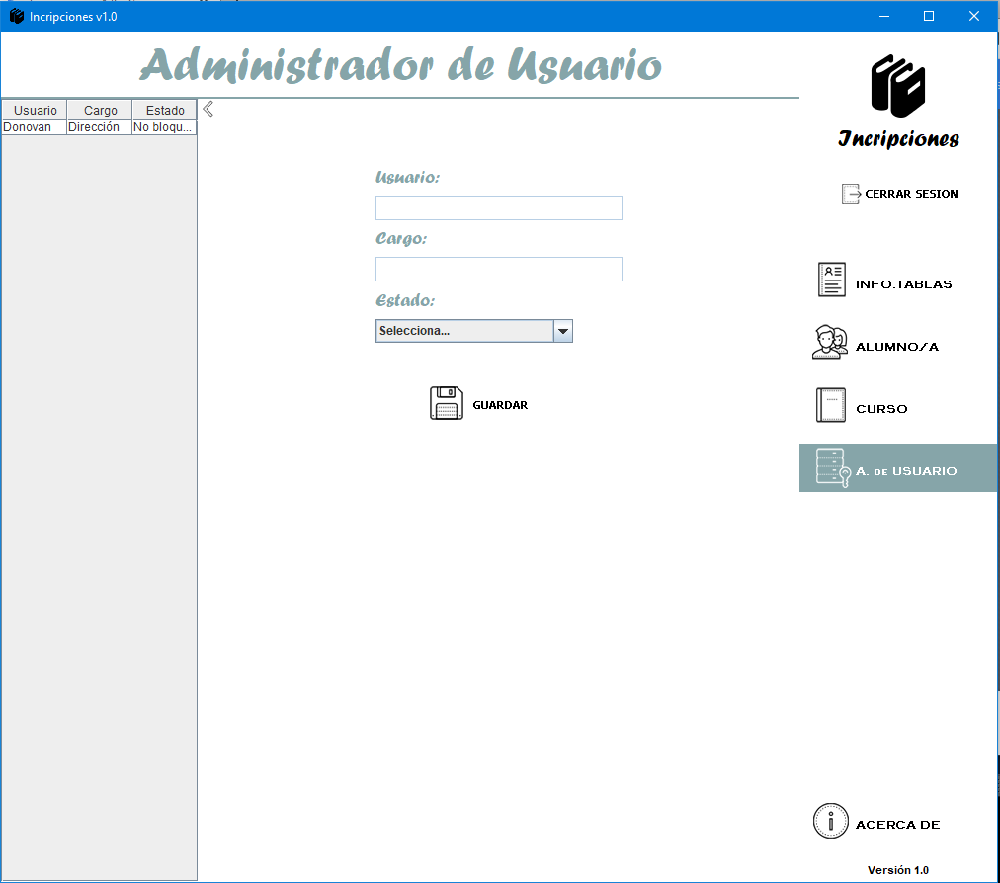 Incripciones v1.0
Administrador de Usuario
Usuario Cargo Estado
Donovan Dirección No bloqu...
Usuario:
Cargo:
Estado:
Selecciona...
GUARDAR
Incripciones
CERRAR SESION
INFO.TABLAS
ALUMNO/A
CURSO
A. DE USUARIO
ACERCA DE
Versión 1.0